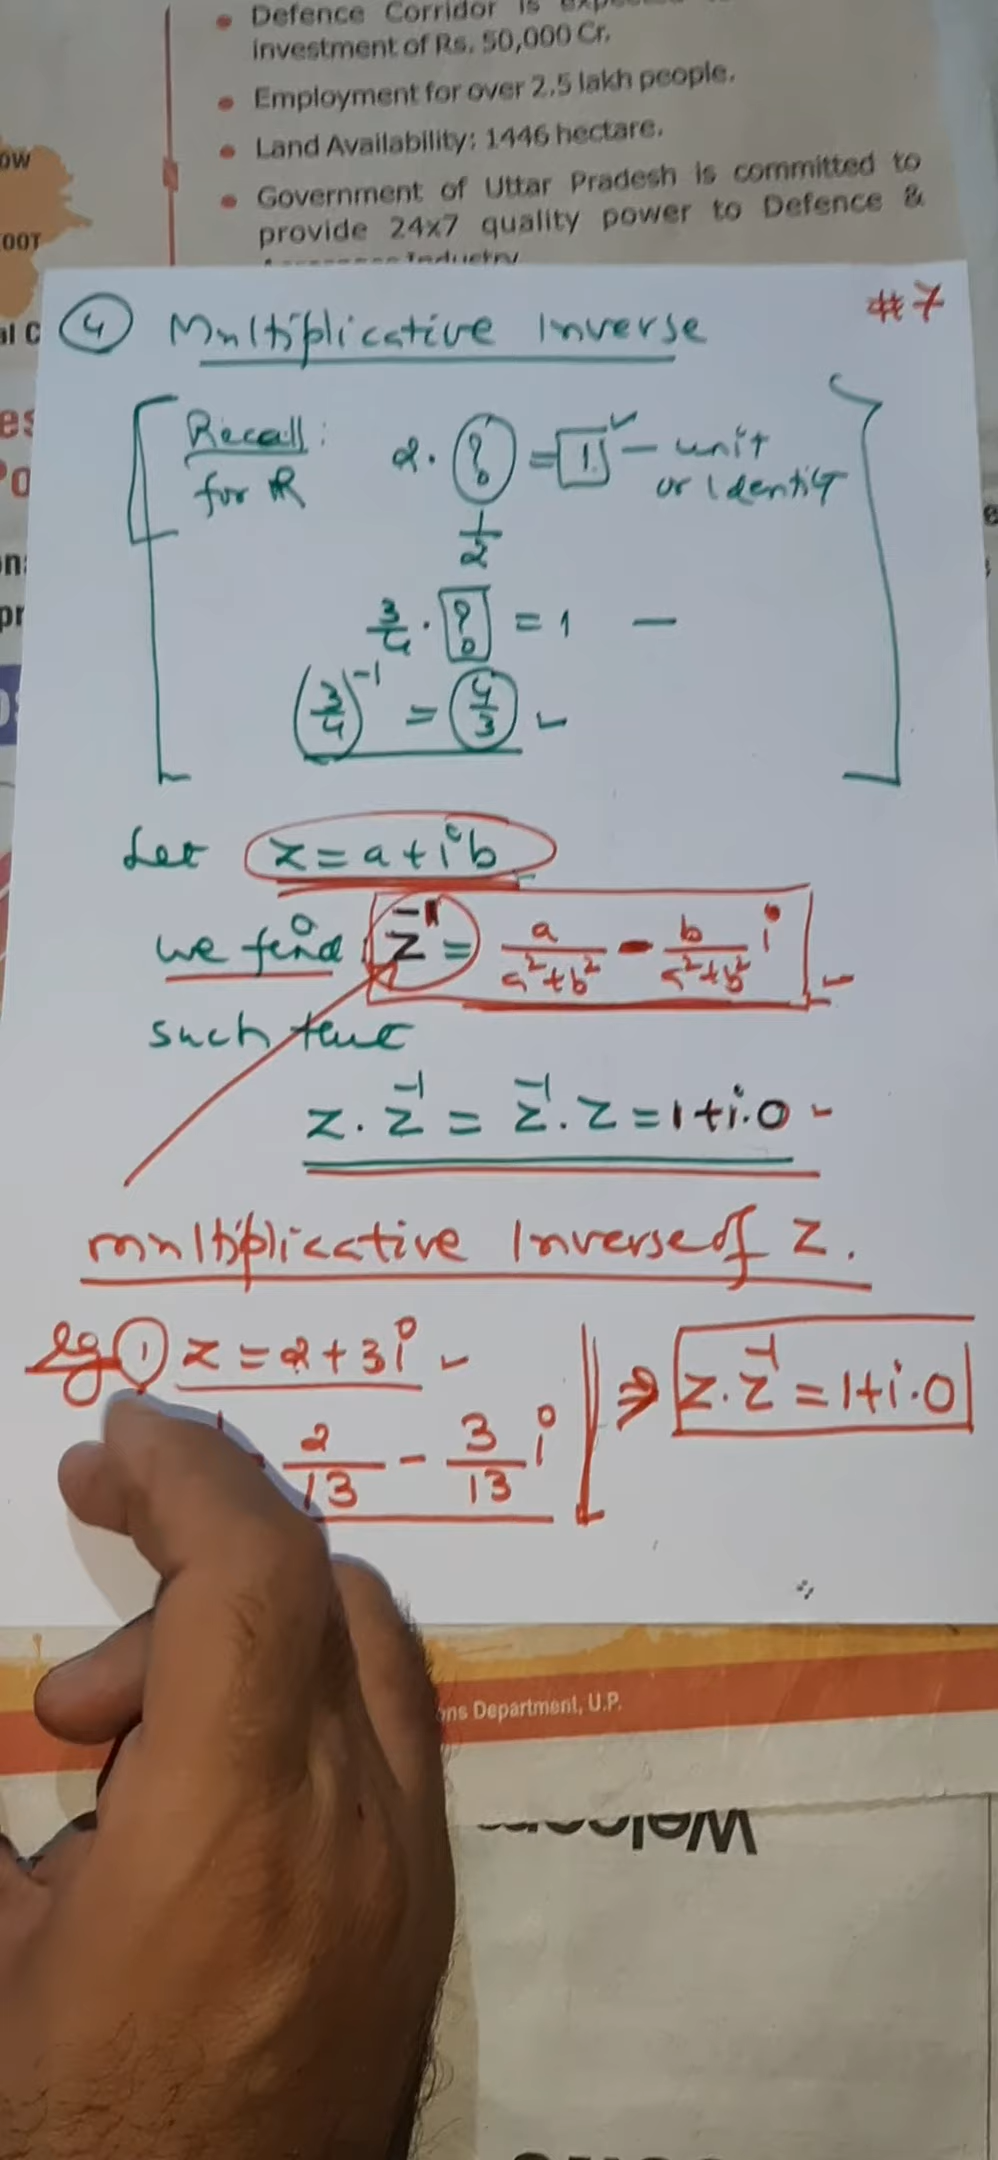 Defence Corridor is
investment of Rs. 50,000 Cr.
Employment for over 2.5 lakh people.
Land Availability: 1446 hectare.
Government of Uttar Pradesh is committed to
provide 24x7 quality power to Defence &
Industry
#7
④ Multiplicative Inverse
Recall: 2 · ? = 1 — unit
for ℝ or Identity
1/2
3/4 · ? = 1 —
(3/4)⁻¹ = 4/3
Let z = a + ib
we find z⁻¹ = a/(a²+b²) - b/(a²+b²) i
such that
z · z⁻¹ = z⁻¹ · z = 1 + i·0
multiplicative Inverse of z.
eg ① z = 2 + 3i ⇒ z · z⁻¹ = 1 + i·0
2/13 - 3/13 i
Department, U.P.